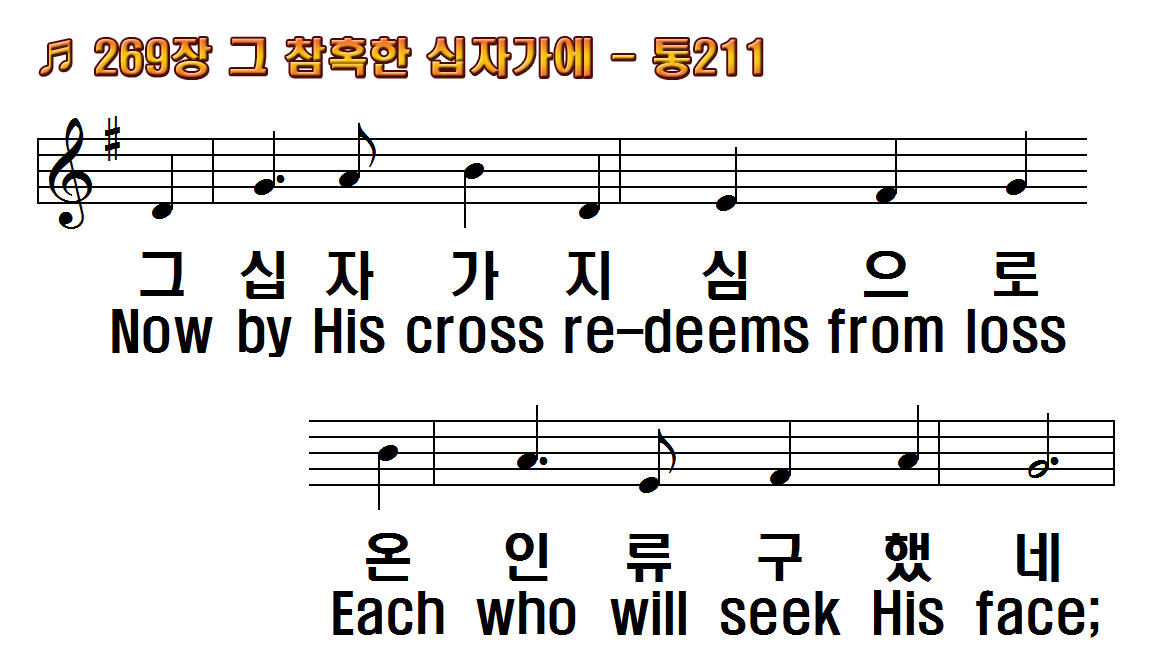 ♬ 269장 그 참혹한 십자가에 - 통211
그 십 자 가 지 심 으 로
Now by His cross re-deems from loss
온 인 류 구 했 네
Each who will seek His face;